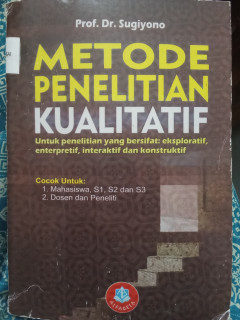 Prof. Dr. Sugiyono
METODE
PENELITIAN
KUALITATIF
Untuk penelitian yang bersifat: eksploratif,
enterpretif, interaktif dan konstruktif
Cocok Untuk:
1. Mahasiswa, S1, S2 dan S3
2. Dosen dan Peneliti
ALFABETA